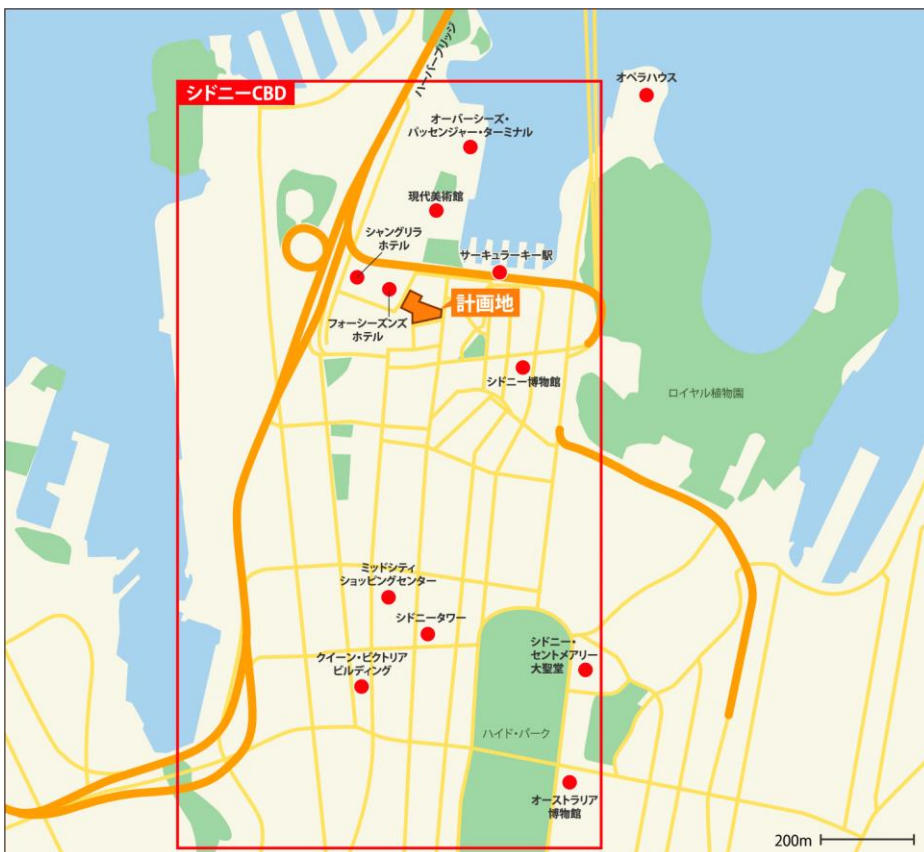 ハーバーブリッジ
シドニーCBD
オペラハウス
オーバーシーズ・
パッセンジャー・ターミナル
現代美術館
シャングリラ
ホテル
サーキュラーキー駅
計画地
フォーシーズンズ
ホテル
シドニー博物館
ロイヤル植物園
ミッドシティ
ショッピングセンター
シドニータワー
クイーン・ビクトリア
ビルディング
シドニー・
セントメアリー
大聖堂
ハイド・パーク
オーストラリア
博物館
200m